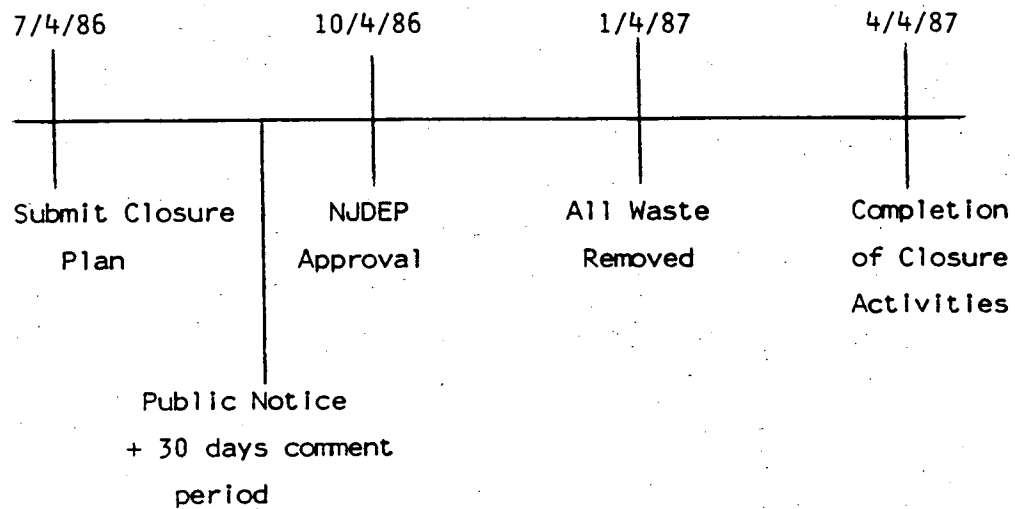 7/4/86 10/4/86 1/4/87 4/4/87
Submit Closure NJDEP All Waste Completion
Plan Approval Removed of Closure
Activities
Public Notice
+ 30 days comment
period